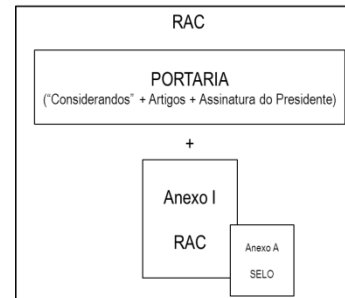 RAC
PORTARIA
("Considerandos" + Artigos + Assinatura do Presidente)
+
Anexo I
RAC
Anexo A
SELO